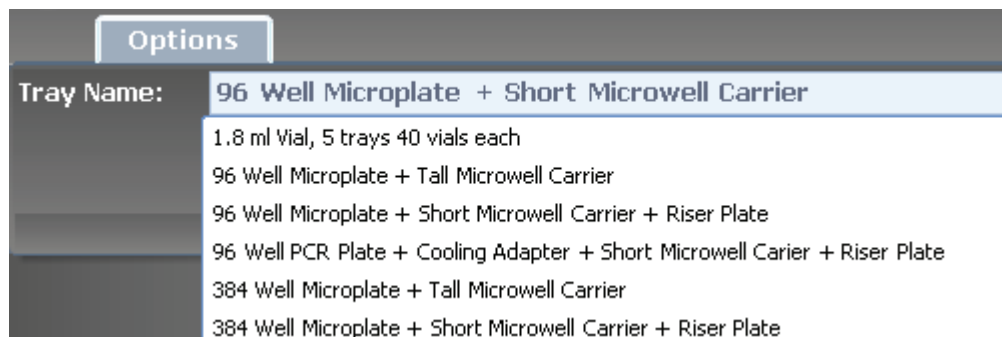 Options
Tray Name: 96 Well Microplate + Short Microwell Carrier
1.8 ml Vial, 5 trays 40 vials each
96 Well Microplate + Tall Microwell Carrier
96 Well Microplate + Short Microwell Carrier + Riser Plate
96 Well PCR Plate + Cooling Adapter + Short Microwell Carier + Riser Plate
384 Well Microplate + Tall Microwell Carrier
384 Well Microplate + Short Microwell Carrier + Riser Plate